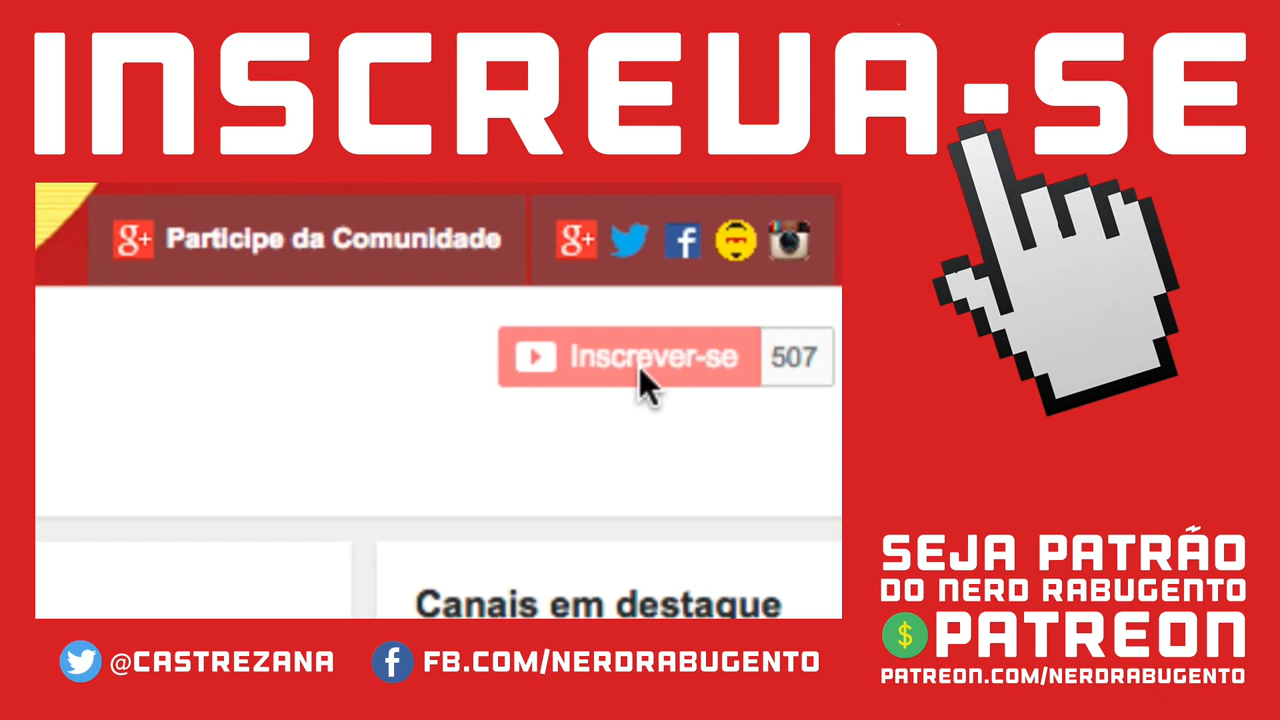 INSCREVA-SE
g+ Participe da Comunidade g+ f
Inscrever-se 507
Canais em destaque
SEJA PATRÃO
DO NERD RABUGENTO
$ PATREON
PATREON.COM/NERDRABUGENTO
@CASTREZANA f FB.COM/NERDRABUGENTO